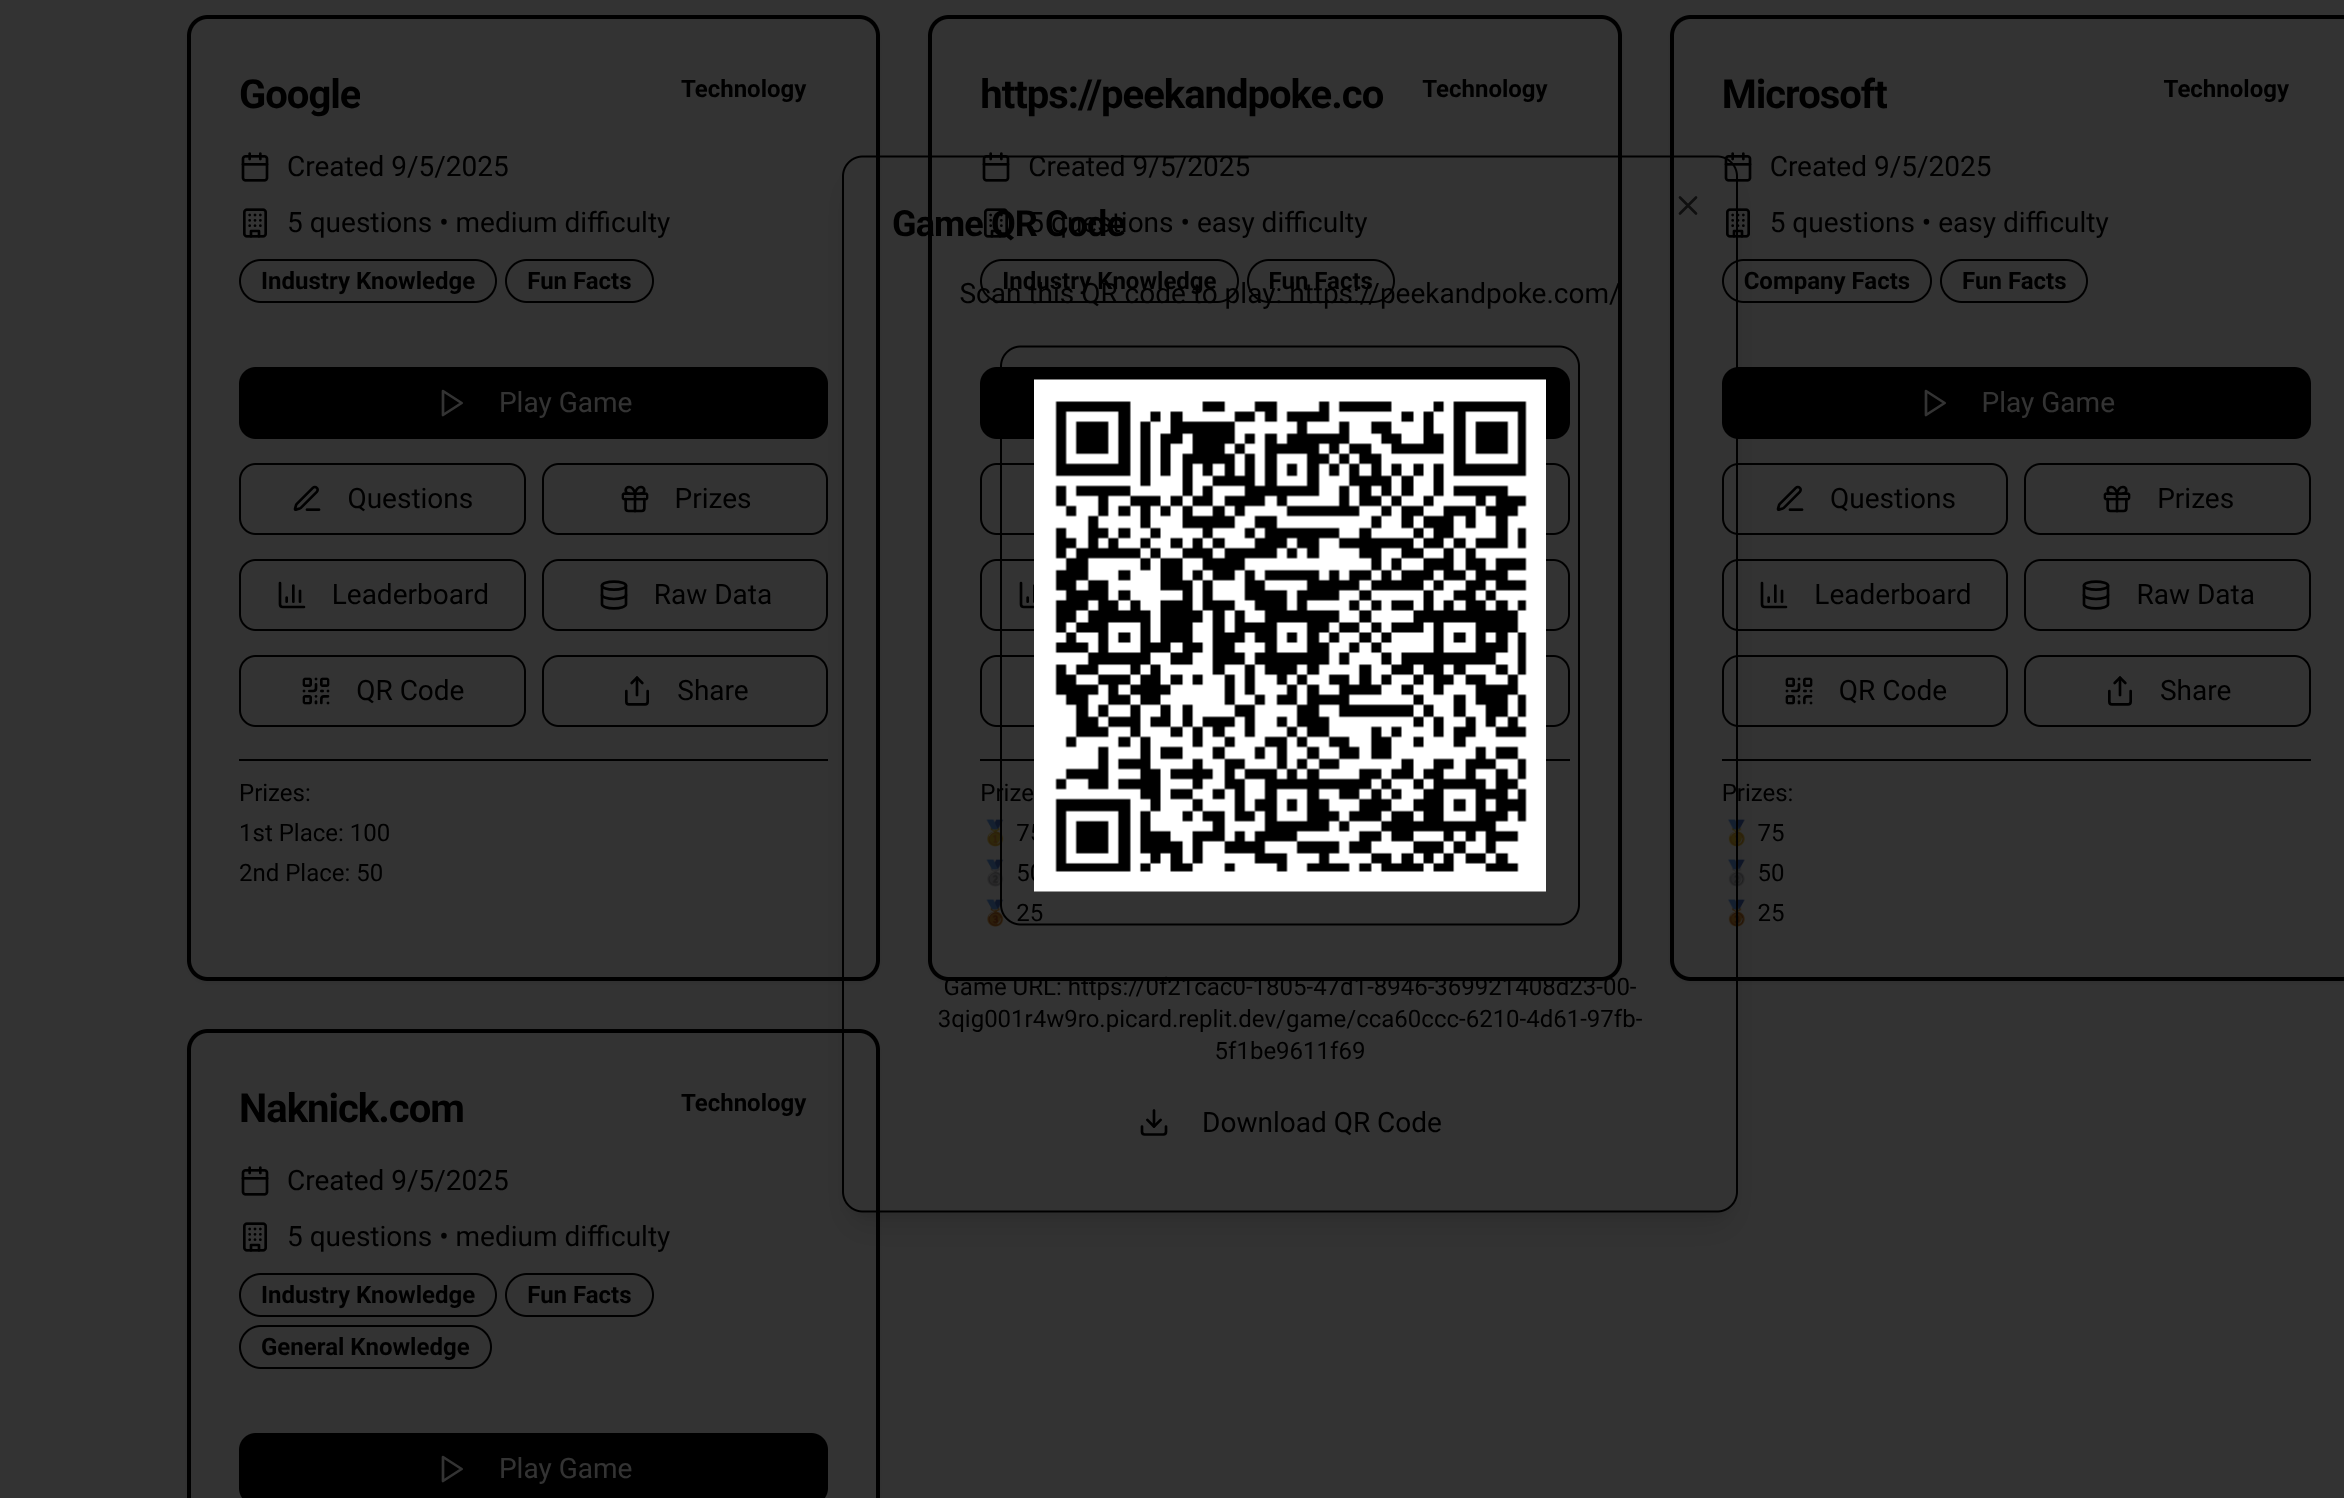 Google
Technology
Created 9/5/2025
5 questions • medium difficulty
Industry Knowledge
Fun Facts
Play Game
Questions
Prizes
Leaderboard
Raw Data
QR Code
Share
Prizes:
1st Place: 100
2nd Place: 50
https://peekandpoke.co
Technology
Created 9/5/2025
5 questions • easy difficulty
Industry Knowledge
Fun Facts
Prize
75
50
25
Game QR Code
Scan this QR code to play: https://peekandpoke.com/
Game URL: https://0f21cac0-1805-47d1-8946-369921408d23-00-
3qig001r4w9ro.picard.replit.dev/game/cca60ccc-6210-4d61-97fb-
5f1be9611f69
Download QR Code
Microsoft
Technology
Created 9/5/2025
5 questions • easy difficulty
Company Facts
Fun Facts
Play Game
Questions
Prizes
Leaderboard
Raw Data
QR Code
Share
Prizes:
75
50
25
Naknick.com
Technology
Created 9/5/2025
5 questions • medium difficulty
Industry Knowledge
Fun Facts
General Knowledge
Play Game